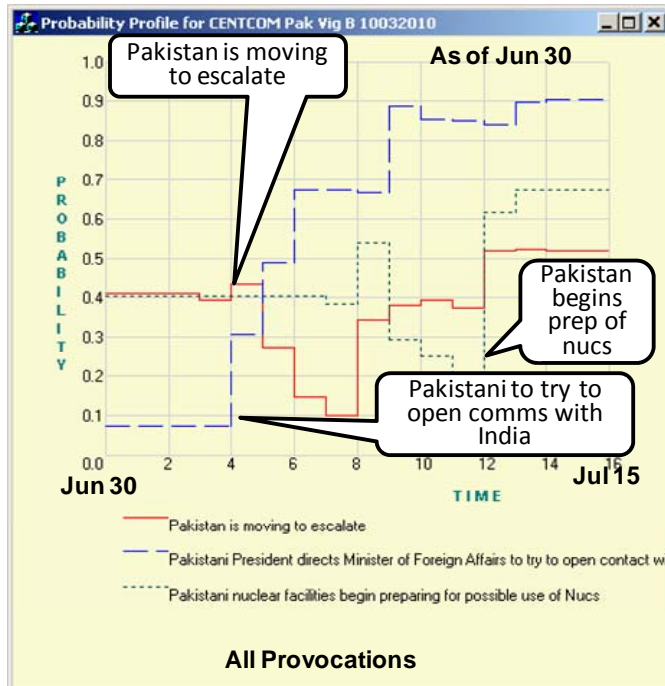 Probability Profile for CENTCOM Pak Vig B 10032010
Pakistan is moving
to escalate
As of Jun 30
1.0
0.9
0.8
0.7
0.6
0.5
0.4
0.3
0.2
0.1
0.0
PROBABILITY
Pakistan
begins
prep of
nucs
Pakistani to try to
open comms with
India
2
4
6
8
10
12
14
16
Jun 30
Jul 15
TIME
Pakistan is moving to escalate
Pakistani President directs Minister of Foreign Affairs to try to open contact w
Pakistani nuclear facilities begin preparing for possible use of Nucs
All Provocations